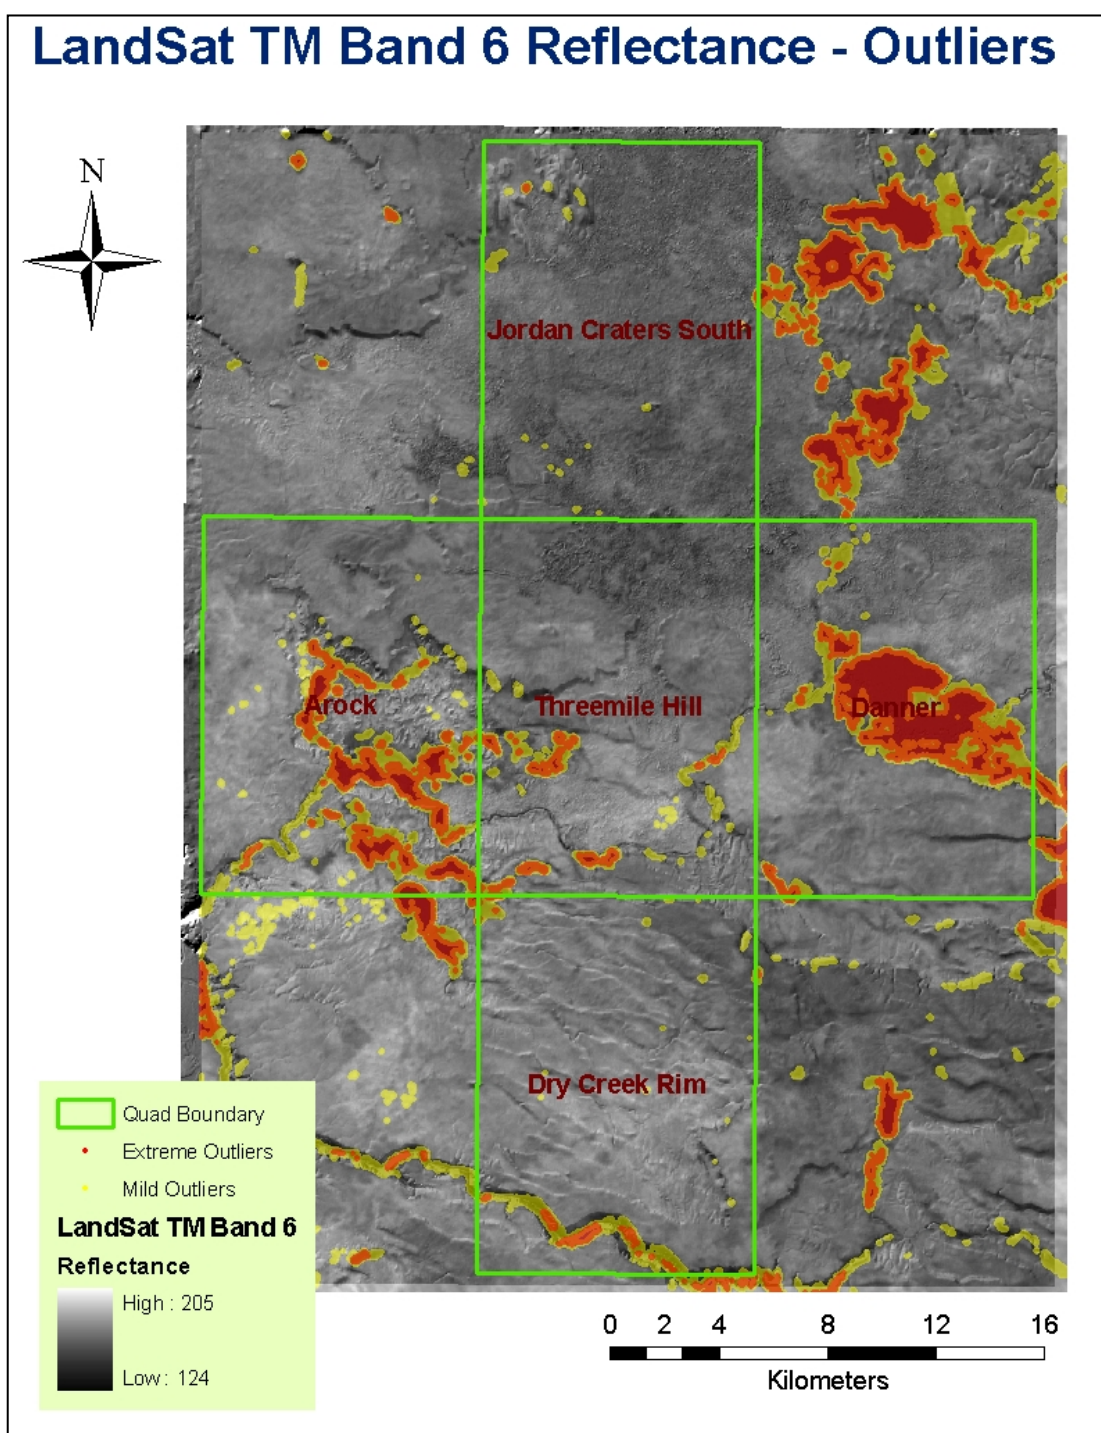 LandSat TM Band 6 Reflectance - Outliers
N
Jordan Craters South
Arock
Threemile Hill
Danner
Dry Creek Rim
Quad Boundary
Extreme Outliers
Mild Outliers
LandSat TM Band 6
Reflectance
High : 205
Low : 124
0 2 4 8 12 16
Kilometers